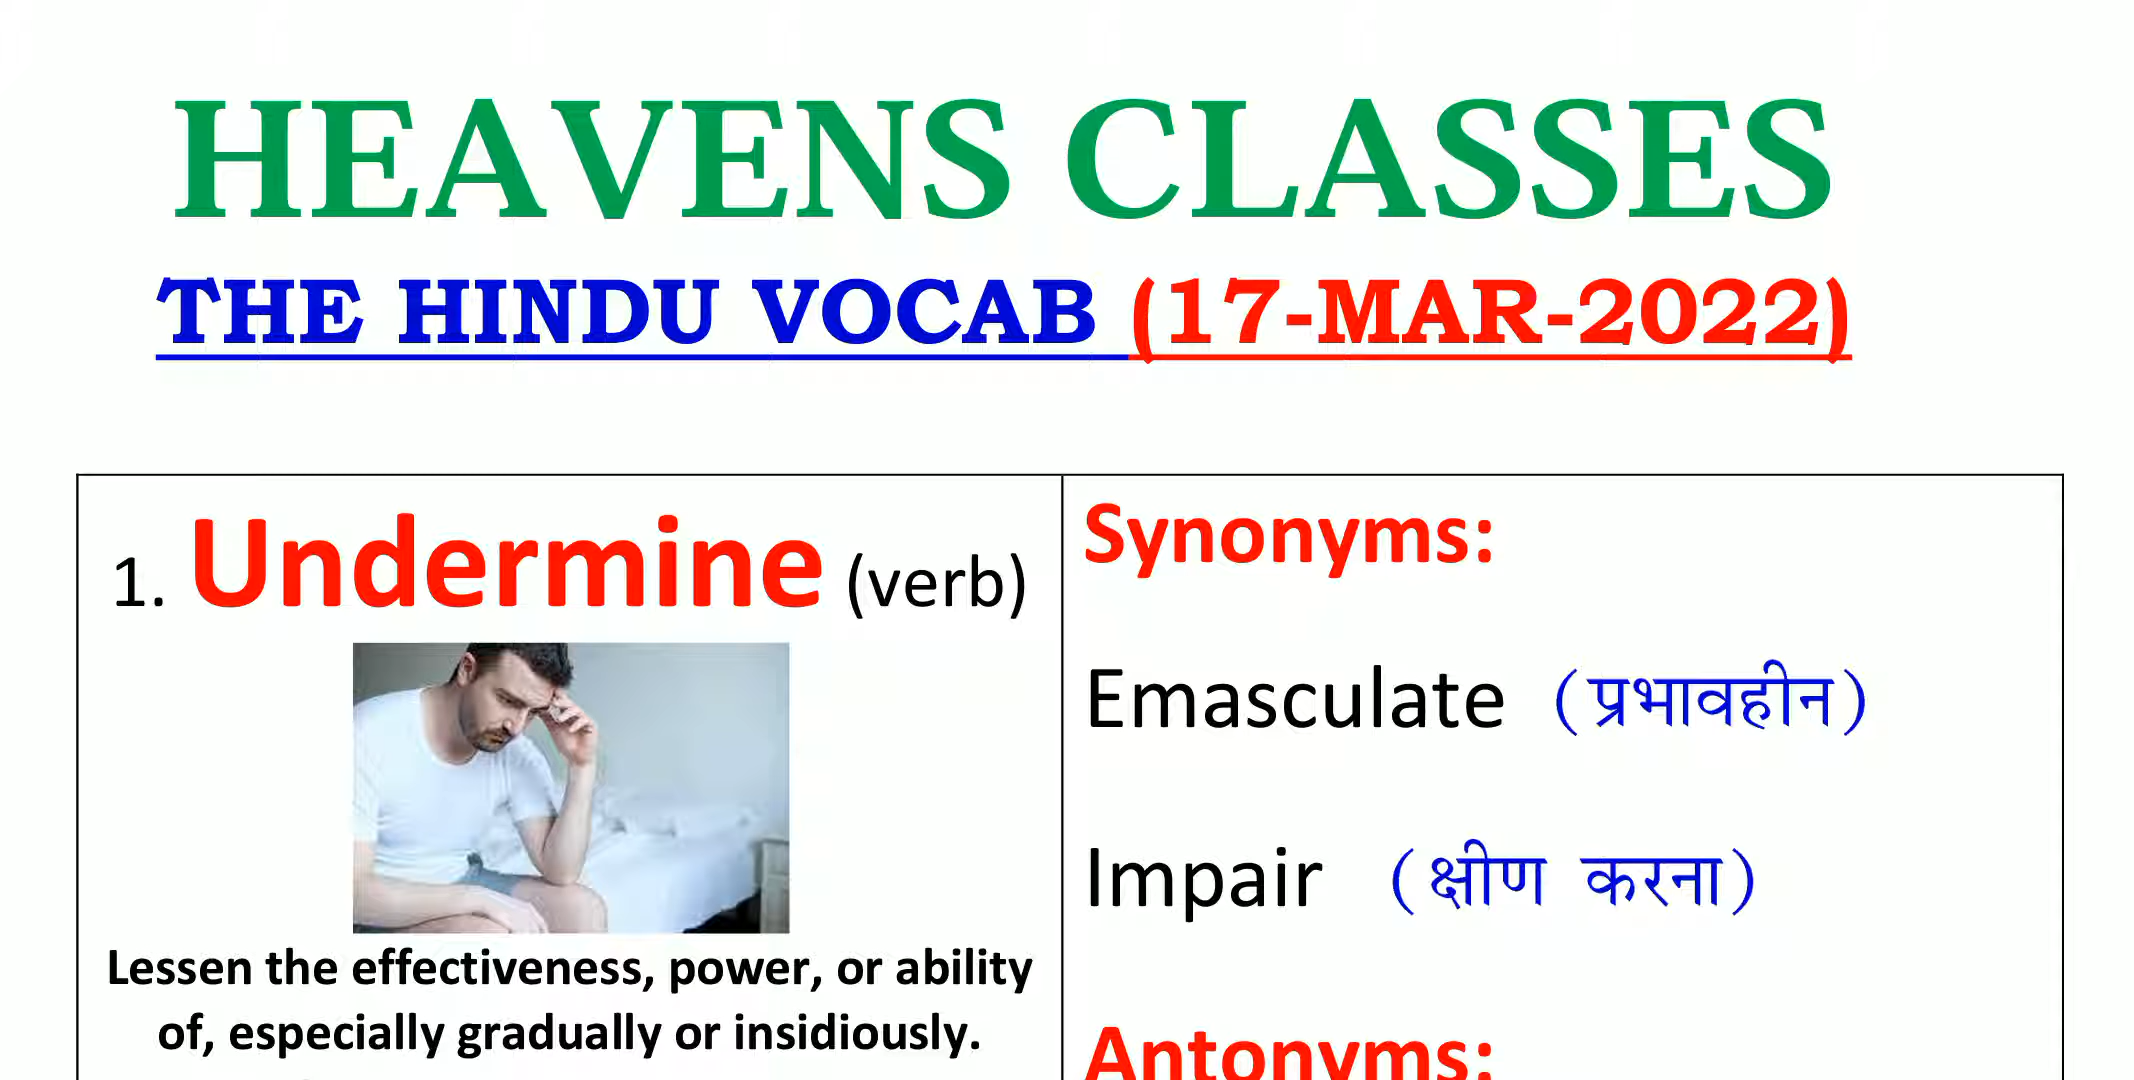 HEAVENS CLASSES
THE HINDU VOCAB (17-MAR-2022)
1. Undermine (verb)
Lessen the effectiveness, power, or ability
of, especially gradually or insidiously.
Synonyms:
Emasculate (प्रभावहीन)
Impair (क्षीण करना)
Antonyms: